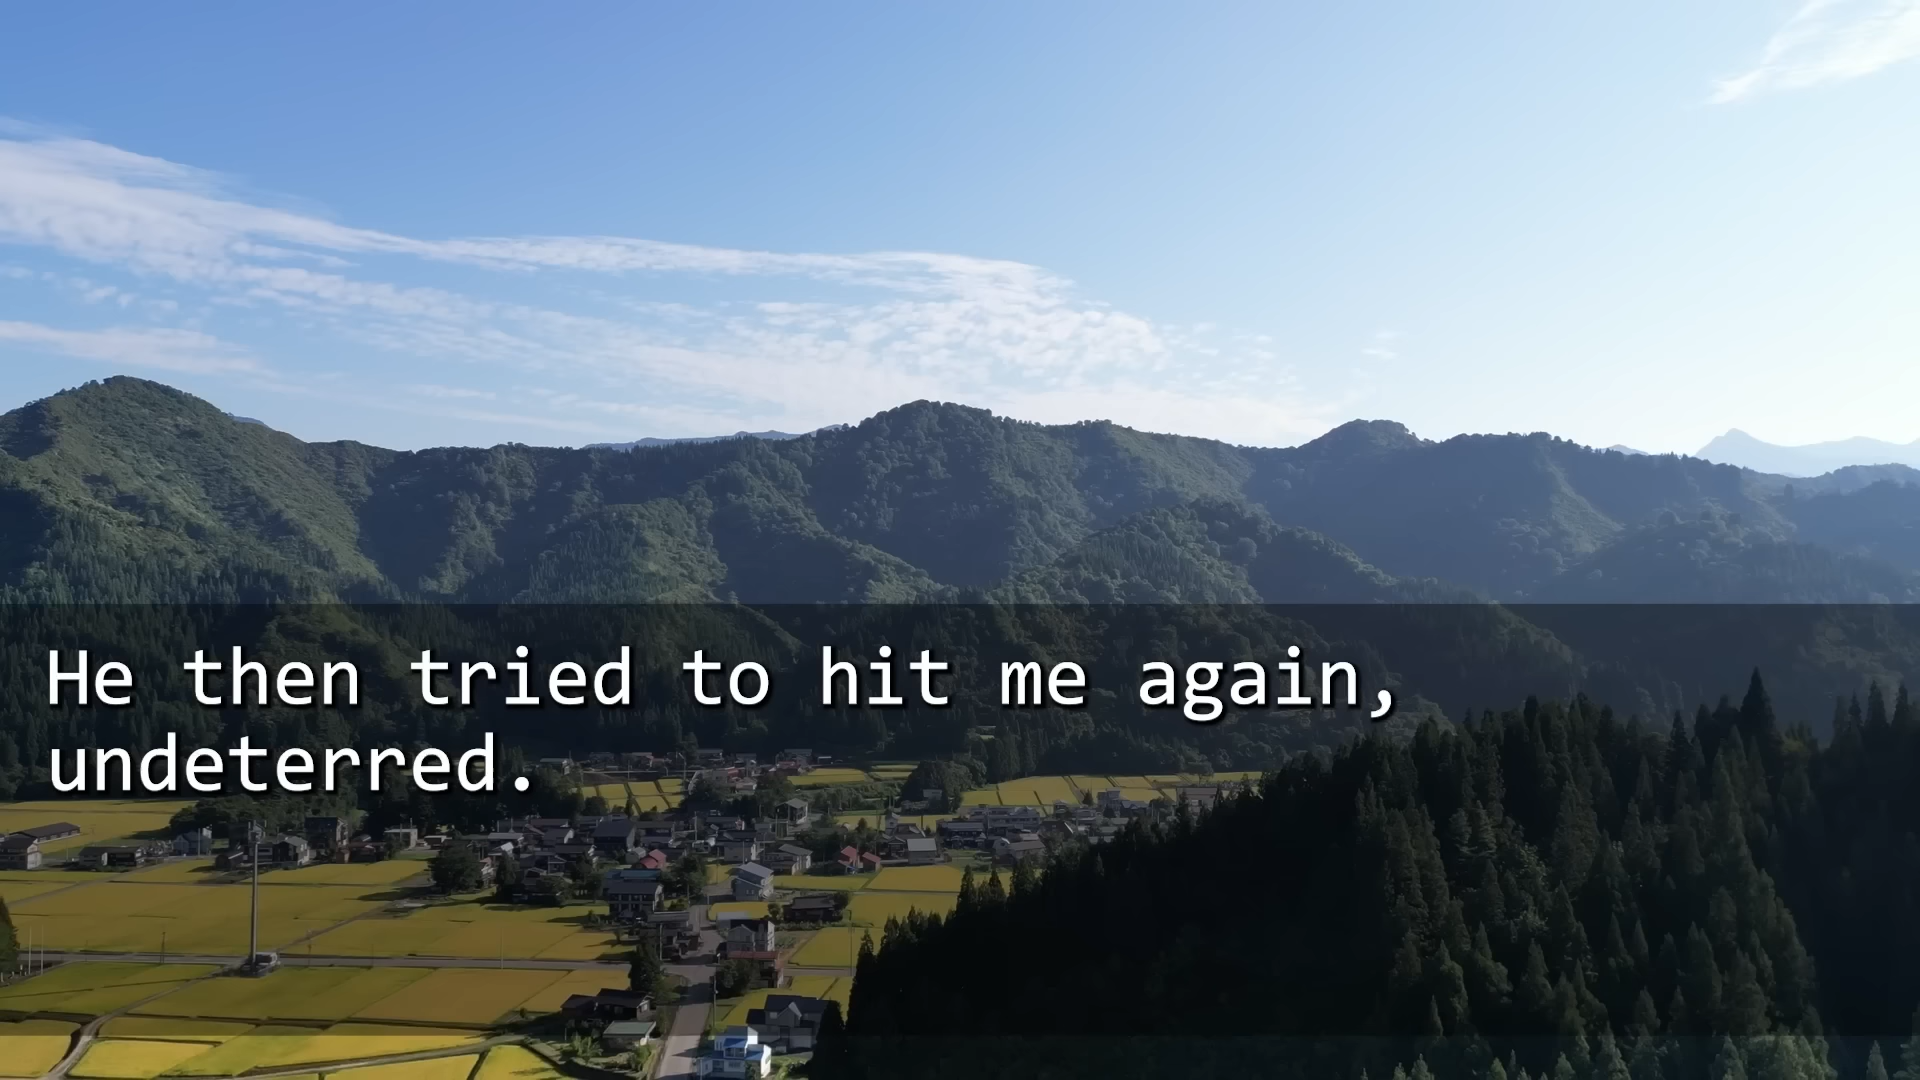 He then tried to hit me again,
undeterred.